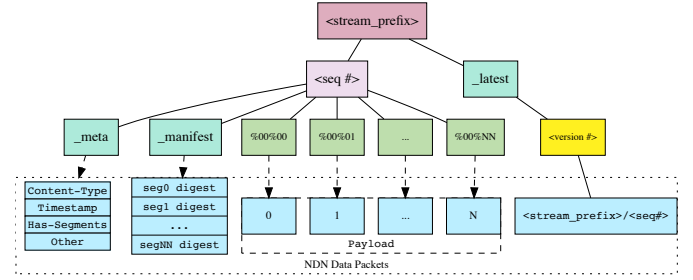 <stream_prefix>
<seq #>
_latest
_meta
_manifest
%00%00
%00%01
...
%00%NN
<version #>
Content-Type
Timestamp
Has-Segments
Other
seg0 digest
seg1 digest
...
segNN digest
0
1
...
N
Payload
<stream_prefix>/<seq#>
NDN Data Packets